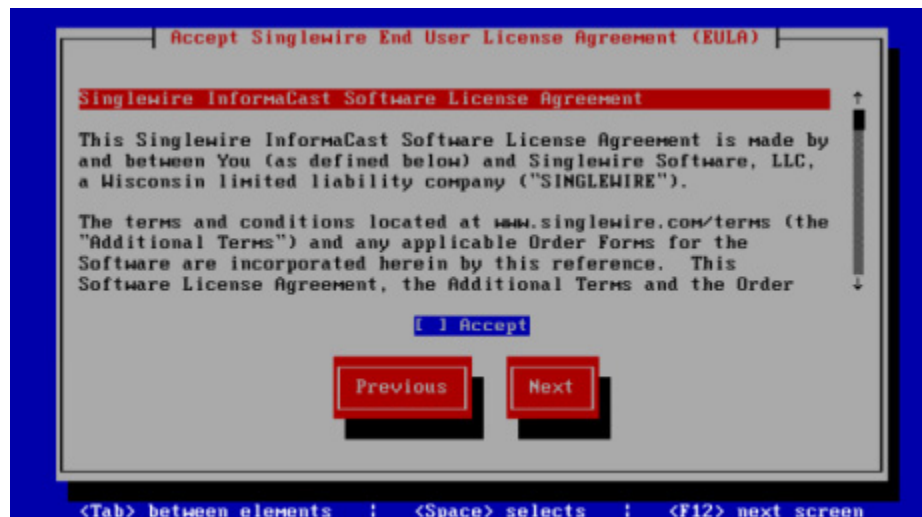 Accept Singlewire End User License Agreement (EULA)
Singlewire InformaCast Software License Agreement
This Singlewire InformaCast Software License Agreement is made by
and between You (as defined below) and Singlewire Software, LLC,
a Wisconsin limited liability company ("SINGLEWIRE").
The terms and conditions located at www.singlewire.com/terms (the
"Additional Terms") and any applicable Order Forms for the
Software are incorporated herein by this reference.  This
Software License Agreement, the Additional Terms and the Order
[ ] Accept
Previous Next
<Tab> between elements | <Space> selects | <F12> next screen